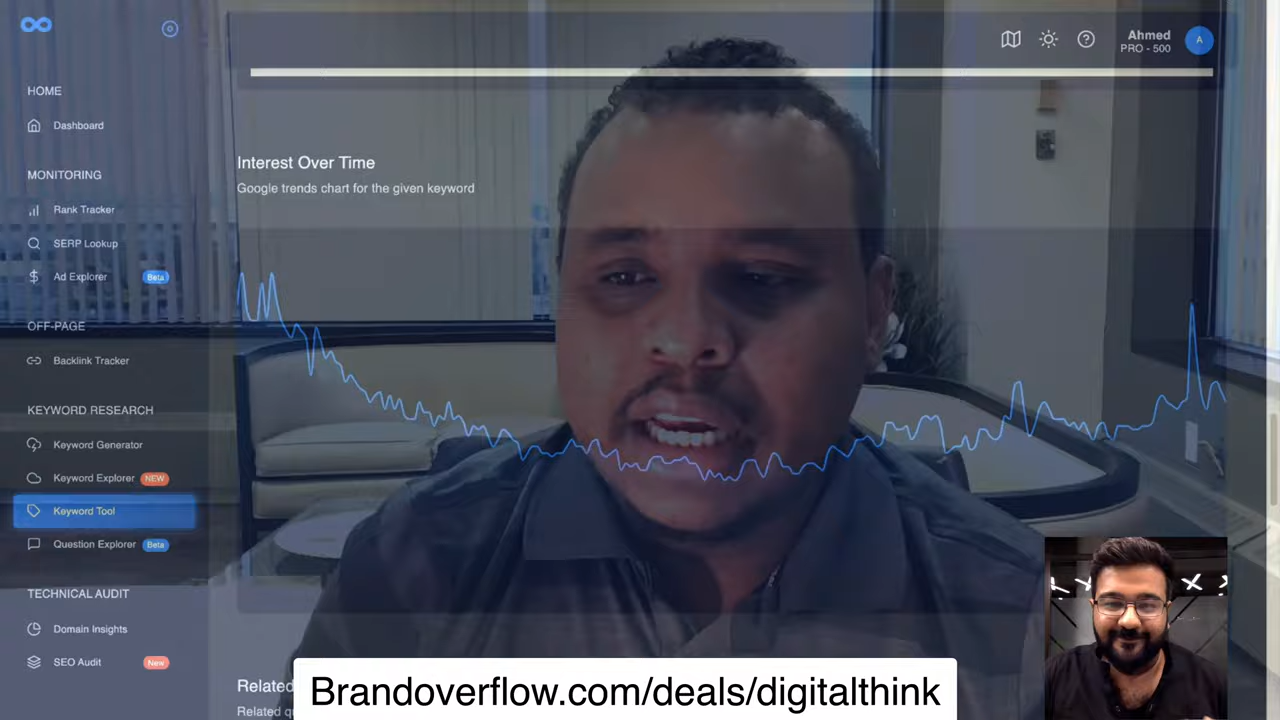 Ahmed
PRO - 500
A
HOME
Dashboard
MONITORING
Rank Tracker
SERP Lookup
Ad Explorer Beta
OFF-PAGE
Backlink Tracker
KEYWORD RESEARCH
Keyword Generator
Keyword Explorer NEW
Keyword Tool
Question Explorer Beta
TECHNICAL AUDIT
Domain Insights
SEO Audit New
Interest Over Time
Google trends chart for the given keyword
Related
Related
Brandoverflow.com/deals/digitalthink